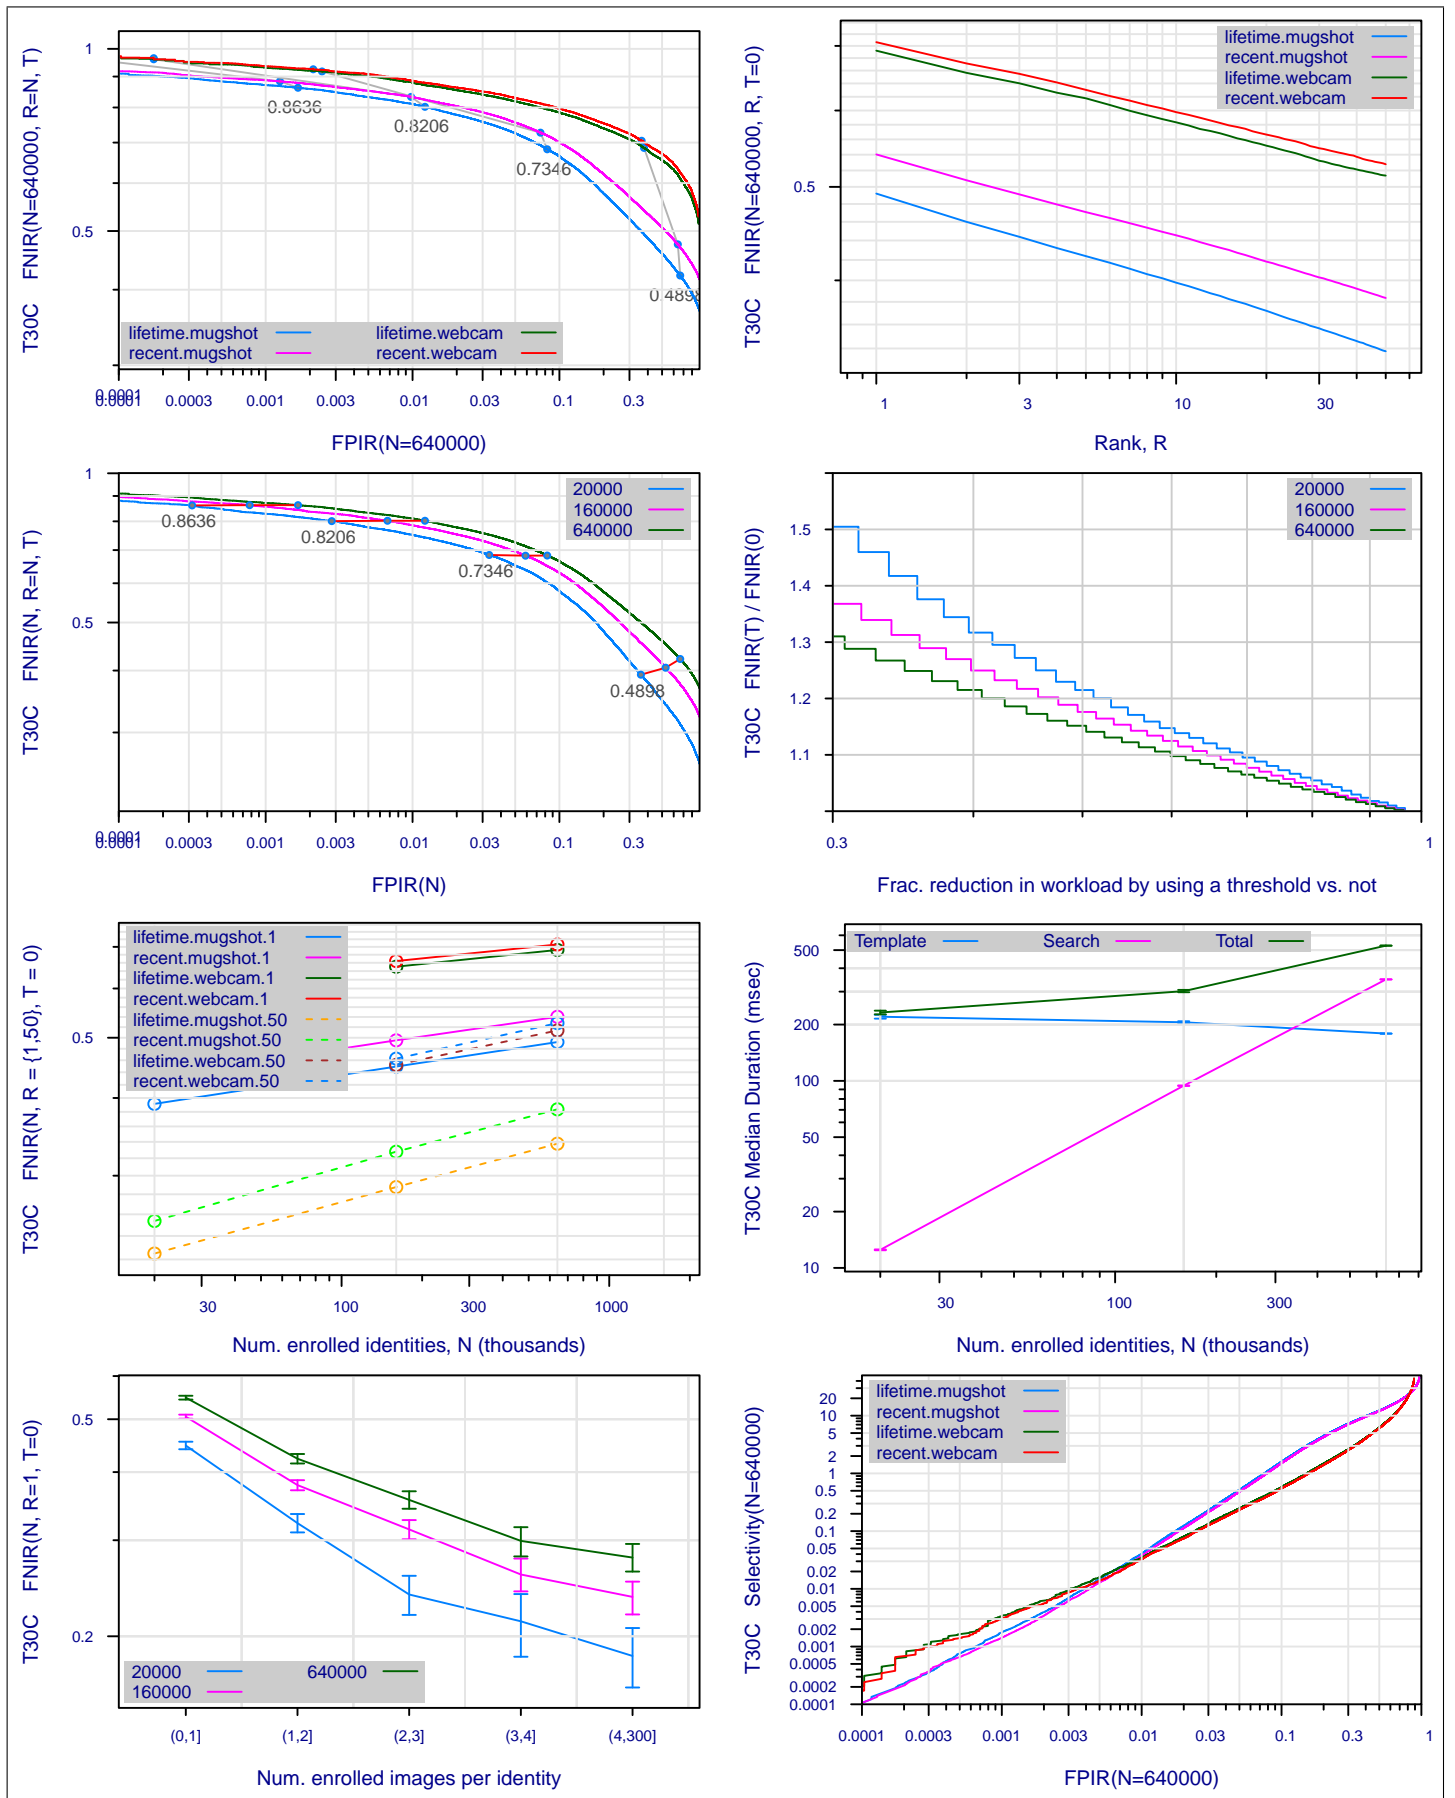 T30C FNIR(N=640000, R=N, T)
1
0.5
0.8636
0.8206
0.7346
lifetime.mugshot
lifetime.webcam
recent.mugshot
recent.webcam
0.0001
0.0001 0.0003 0.001 0.003 0.01 0.03 0.1 0.3
FPIR(N=640000)
T30C FNIR(N=640000, R, T=0)
0.5
lifetime.mugshot
recent.mugshot
lifetime.webcam
recent.webcam
1 3 10 30
Rank, R
T30C FNIR(N, R=N, T)
1
0.5
0.8636
0.8206
0.7346
0.4898
20000
160000
640000
0.0001
0.0001 0.0003 0.001 0.003 0.01 0.03 0.1 0.3
FPIR(N)
T30C FNIR(T) / FNIR(0)
1.5
1.4
1.3
1.2
1.1
20000
160000
640000
0.3 1
Frac. reduction in workload by using a threshold vs. not
T30C FNIR(N, R = {1,50}, T = 0)
0.5
lifetime.mugshot.1
recent.mugshot.1
lifetime.webcam.1
recent.webcam.1
lifetime.mugshot.50
recent.mugshot.50
lifetime.webcam.50
recent.webcam.50
30 100 300 1000
Num. enrolled identities, N (thousands)
T30C Median Duration (msec)
Template Search Total
500
200
100
50
20
10
30 100 300
Num. enrolled identities, N (thousands)
T30C FNIR(N, R=1, T=0)
0.5
0.2
20000 640000
160000
(0,1] (1,2] (2,3] (3,4] (4,300]
Num. enrolled images per identity
T30C Selectivity(N=640000)
lifetime.mugshot
recent.mugshot
lifetime.webcam
recent.webcam
20
10
5
2
1
0.5
0.2
0.1
0.05
0.02
0.01
0.005
0.002
0.001
0.0005
0.0002
0.0001
0.0001 0.0003 0.001 0.003 0.01 0.03 0.1 0.3 1
FPIR(N=640000)